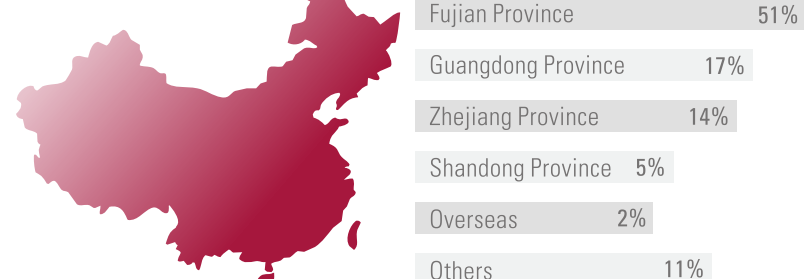 Fujian Province 51%
Guangdong Province 17%
Zhejiang Province 14%
Shandong Province 5%
Overseas 2%
Others 11%